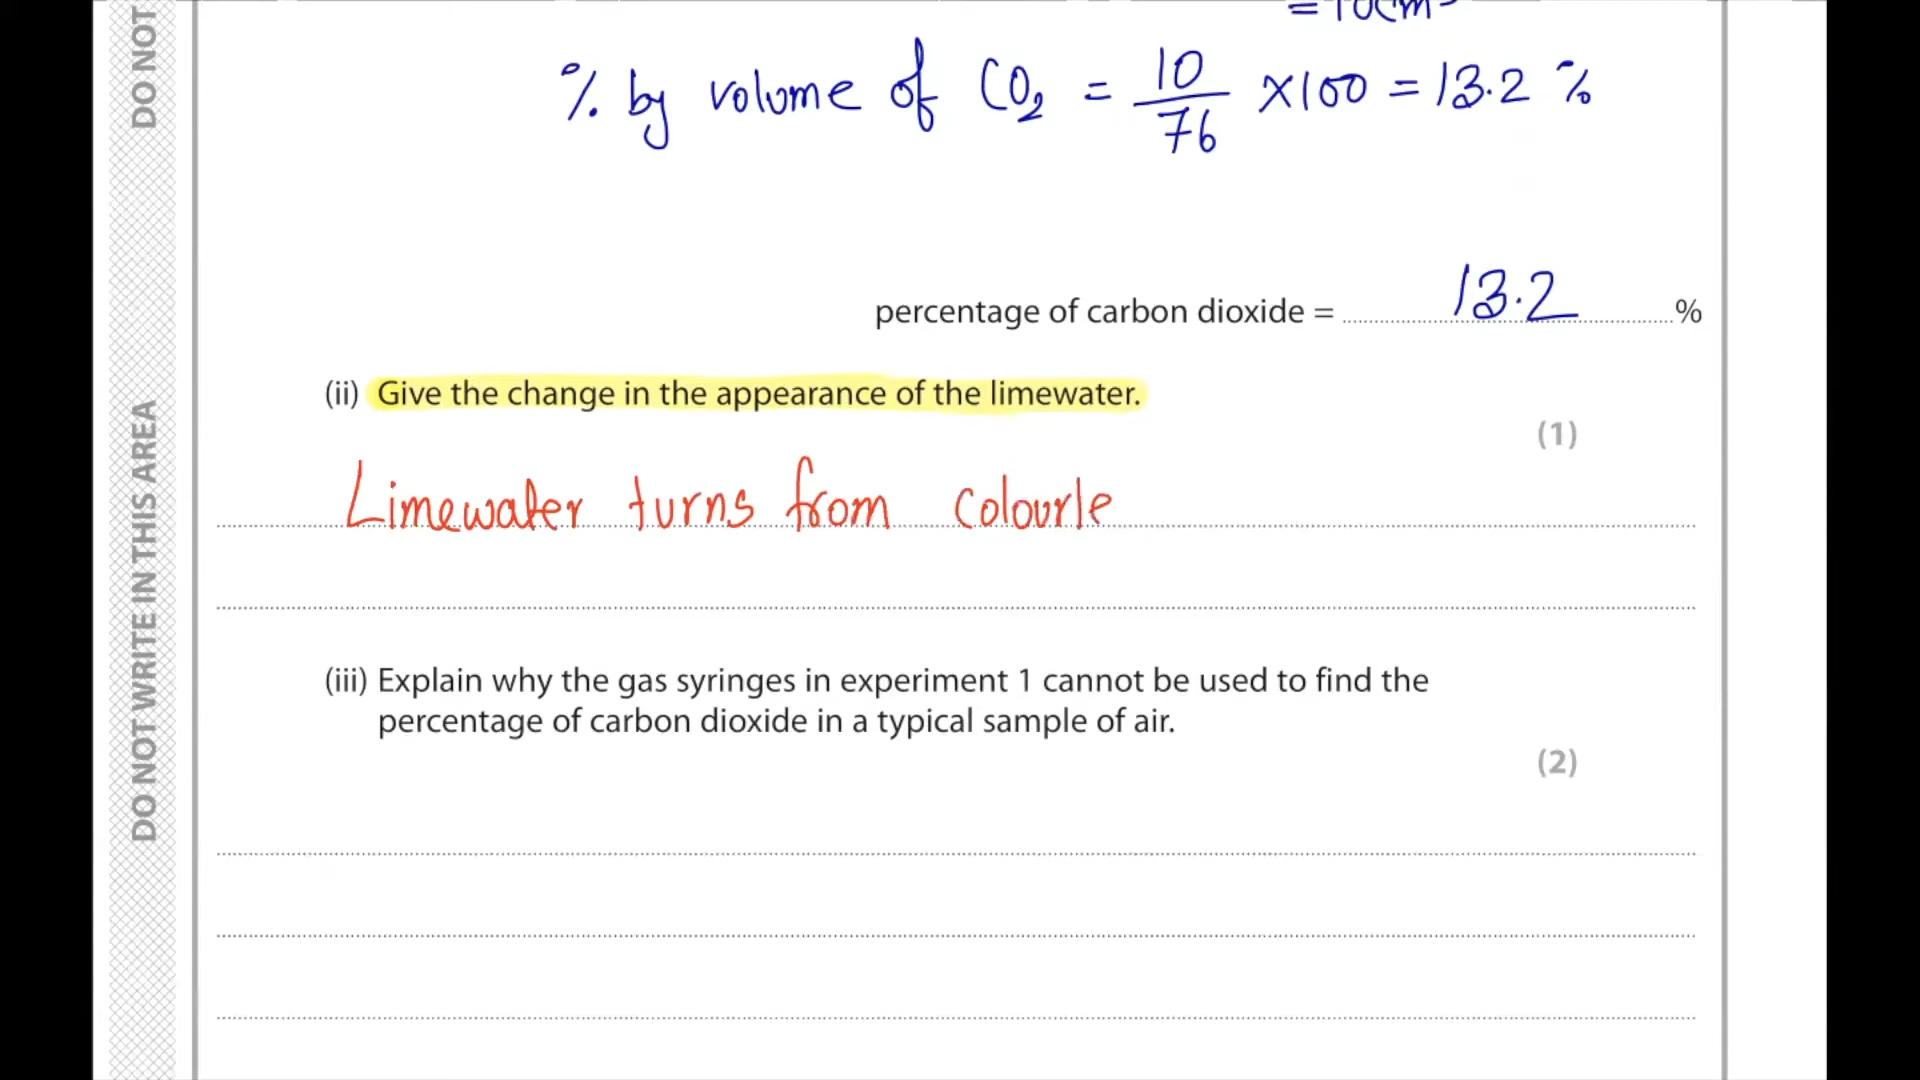 DO NOT
= 10cm³
% by volume of CO₂ = 10/76 ×100 = 13.2 %
percentage of carbon dioxide = 13.2 %
(ii) Give the change in the appearance of the limewater.
(1)
Limewater turns from colourle
DO NOT WRITE IN THIS AREA
(iii) Explain why the gas syringes in experiment 1 cannot be used to find the
percentage of carbon dioxide in a typical sample of air.
(2)